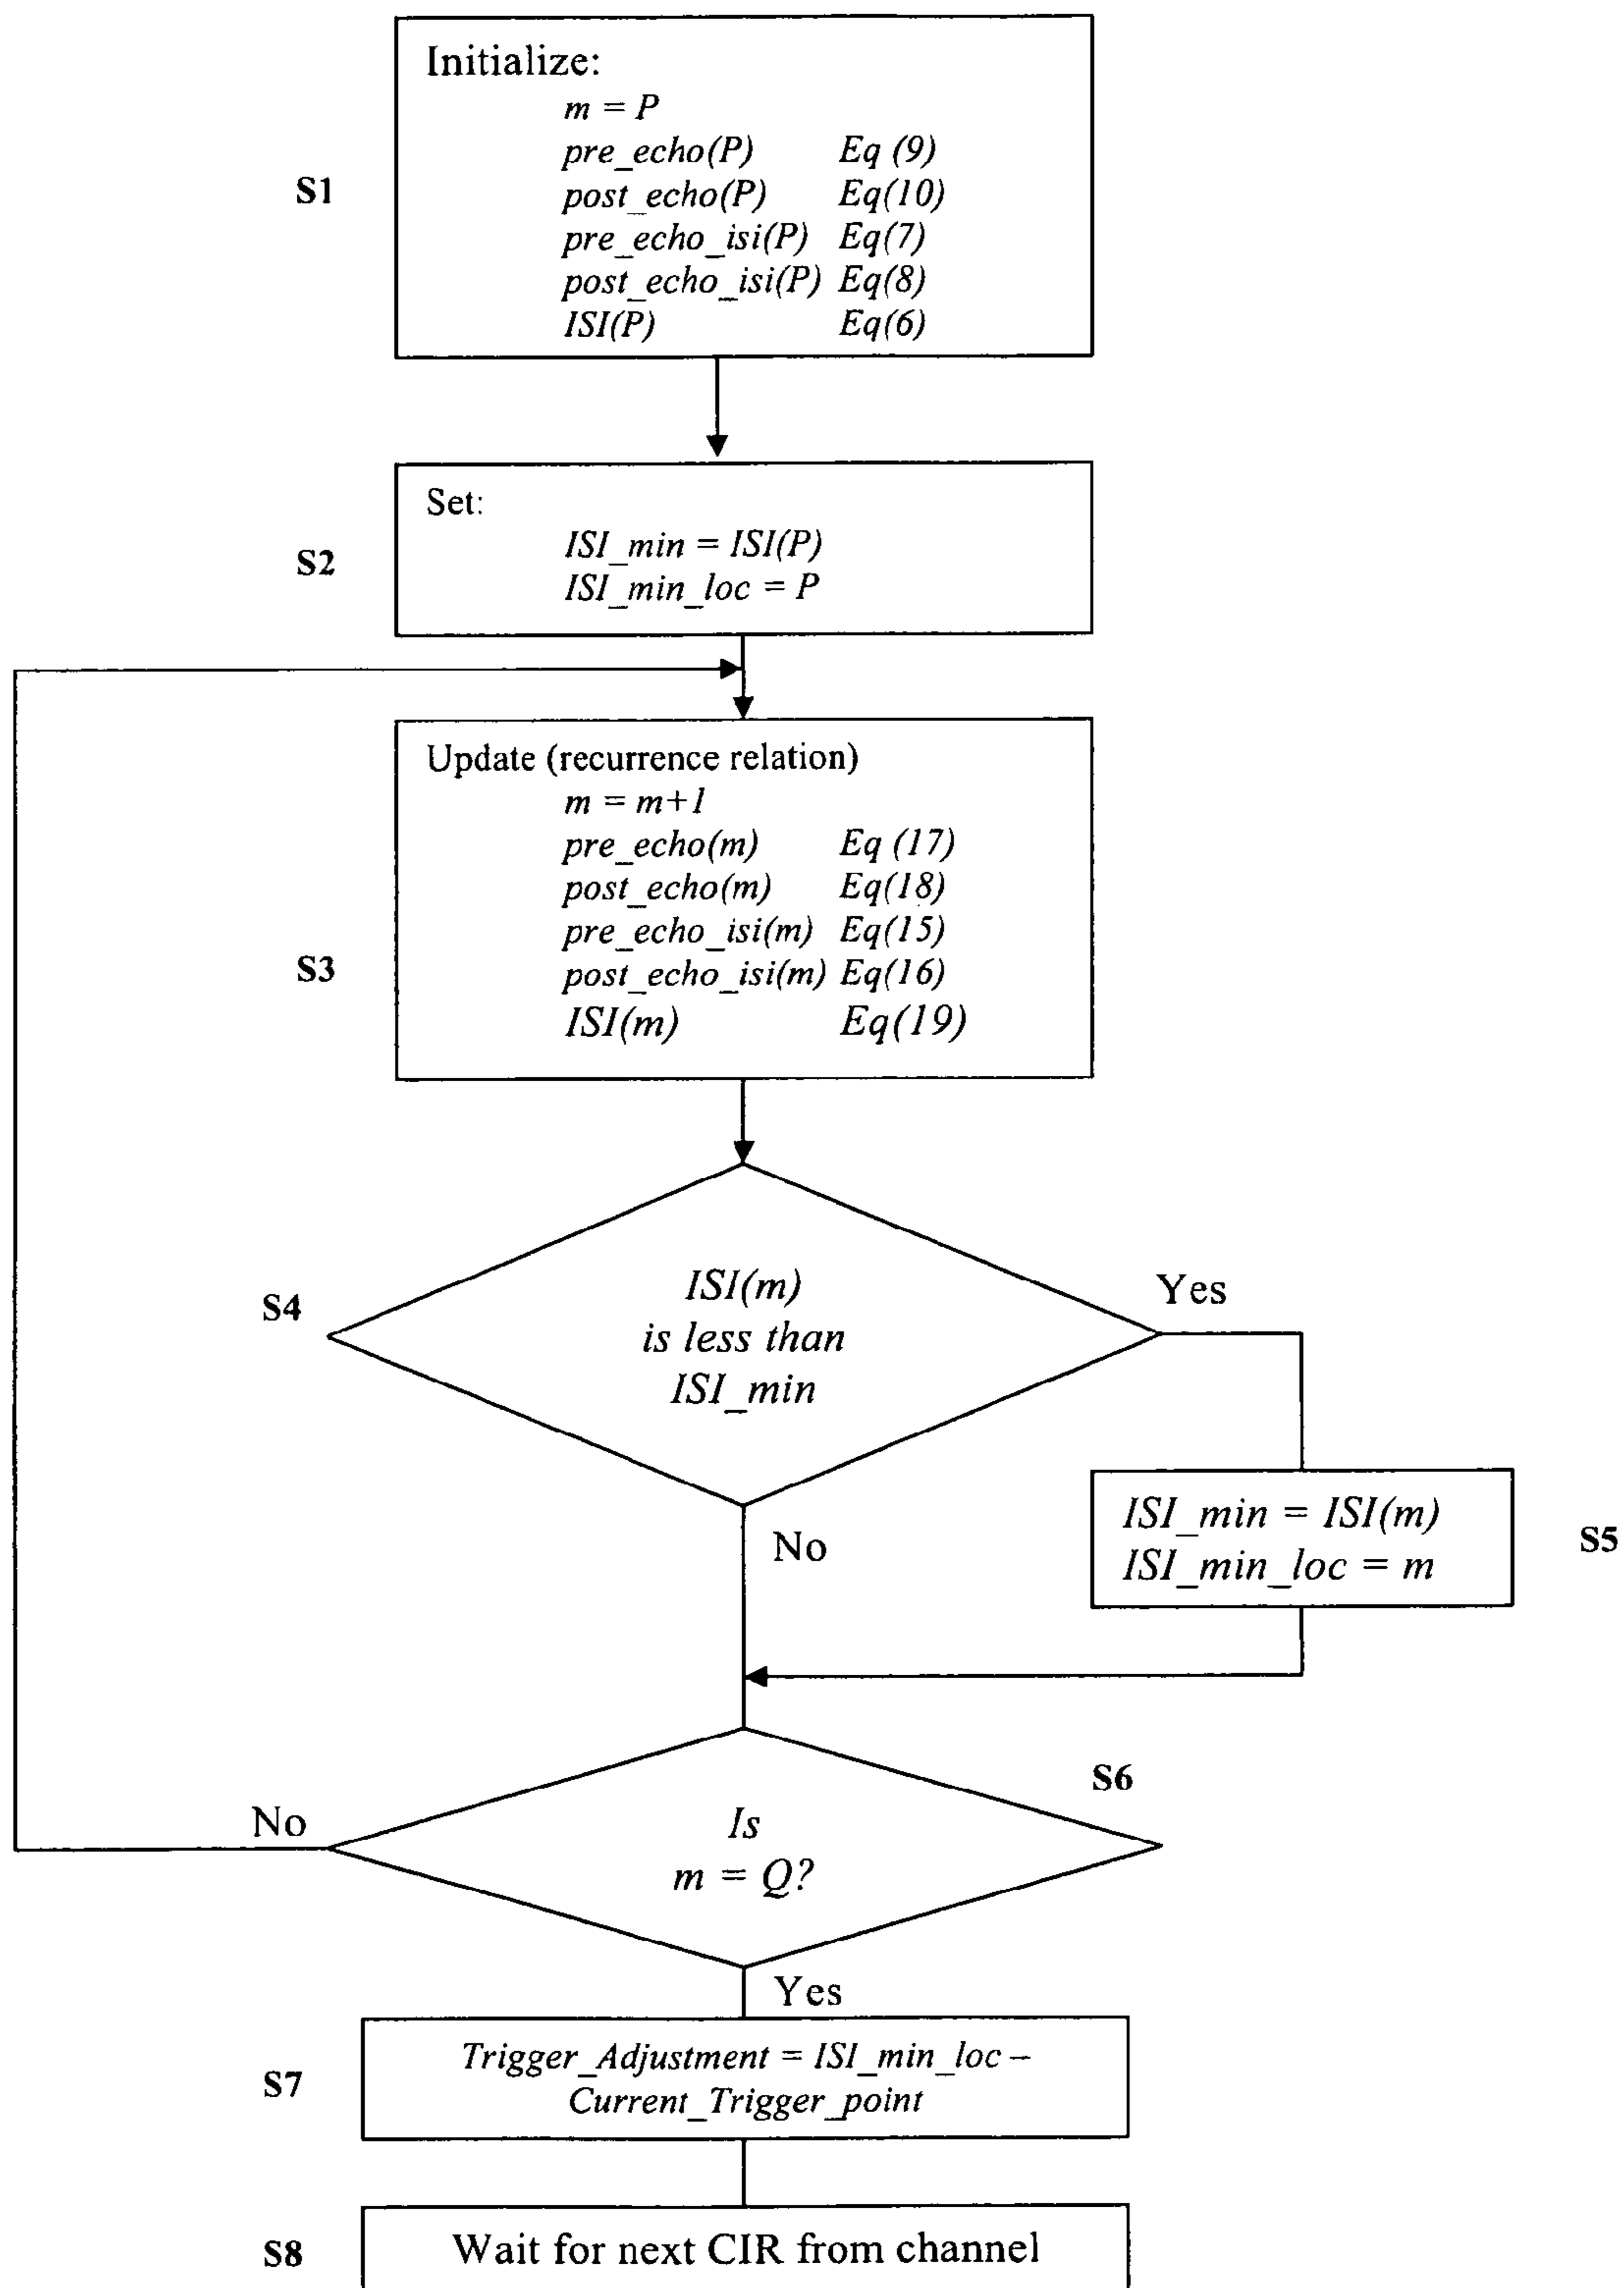 Initialize:
m = P
pre_echo(P) Eq (9)
S1
post_echo(P) Eq(10)
pre_echo_isi(P) Eq(7)
post_echo_isi(P) Eq(8)
ISI(P) Eq(6)
Set:
ISI_min = ISI(P)
S2
ISI_min_loc = P
Update (recurrence relation)
m = m+1
pre_echo(m) Eq (17)
post_echo(m) Eq(18)
pre_echo_isi(m) Eq(15)
S3
post_echo_isi(m) Eq(16)
ISI(m) Eq(19)
S4
ISI(m)
is less than
ISI_min
Yes
No
ISI_min = ISI(m)
ISI_min_loc = m
S5
S6
Is
m = Q?
No
Yes
S7
Trigger_Adjustment = ISI_min_loc –
Current_Trigger_point
S8
Wait for next CIR from channel